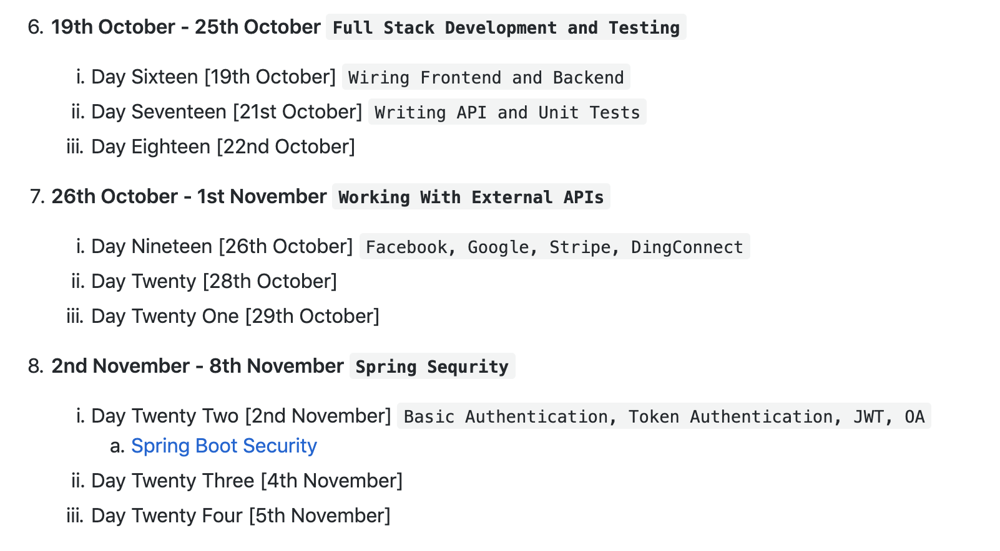 6. 19th October - 25th October Full Stack Development and Testing
i. Day Sixteen [19th October] Wiring Frontend and Backend
ii. Day Seventeen [21st October] Writing API and Unit Tests
iii. Day Eighteen [22nd October]
7. 26th October - 1st November Working With External APIs
i. Day Nineteen [26th October] Facebook, Google, Stripe, DingConnect
ii. Day Twenty [28th October]
iii. Day Twenty One [29th October]
8. 2nd November - 8th November Spring Sequrity
i. Day Twenty Two [2nd November] Basic Authentication, Token Authentication, JWT, OA
a. Spring Boot Security
ii. Day Twenty Three [4th November]
iii. Day Twenty Four [5th November]